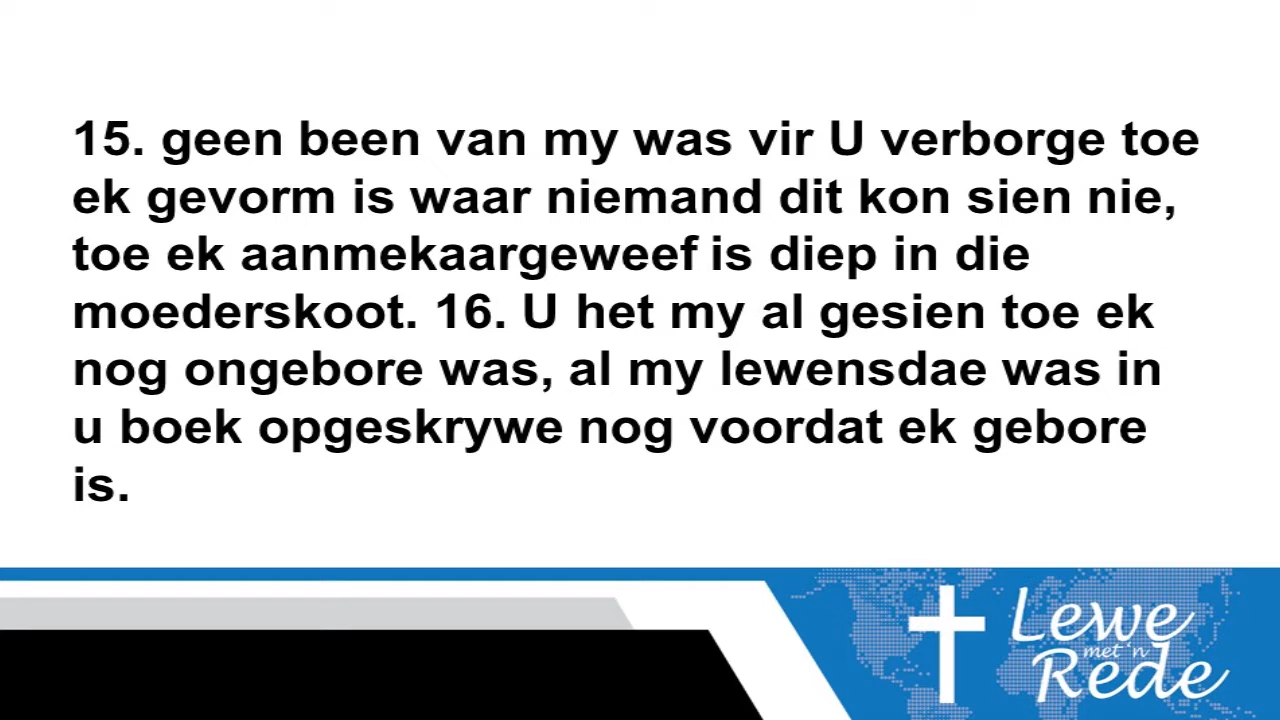 15. geen been van my was vir U verborge toe
ek gevorm is waar niemand dit kon sien nie,
toe ek aanmekaargeweef is diep in die
moederskoot. 16. U het my al gesien toe ek
nog ongebore was, al my lewensdae was in
u boek opgeskrywe nog voordat ek gebore
is.
Lewe
met 'n
Rede